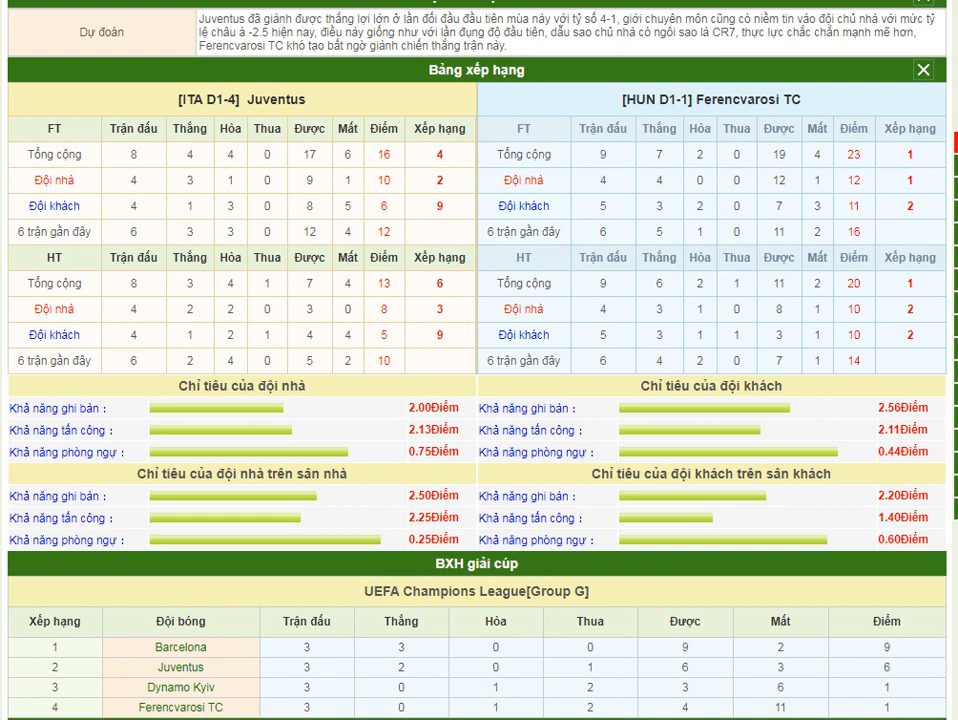 Dự đoán
Juventus đã giành được thắng lợi lớn ở lần đối đầu đầu tiên mùa này với tỷ số 4-1, giới chuyên môn cũng có niềm tin vào đội chủ nhà với mức tỷ
lệ châu á -2.5 hiện nay, điều này giống như với lần đụng độ đầu tiên, dẫu sao chủ nhà có ngôi sao là CR7, thực lực chắc chắn mạnh mẽ hơn,
Ferencvarosi TC khó tạo bất ngờ giành chiến thắng trận này.
Bảng xếp hạng
[ITA D1-4] Juventus
FT Trận đấu Thắng Hòa Thua Được Mất Điểm Xếp hạng
Tổng cộng 8 4 4 0 17 6 16 4
Đội nhà 4 3 1 0 9 1 10 2
Đội khách 4 1 3 0 8 5 6 9
6 trận gần đây 6 3 3 0 12 4 12
HT Trận đấu Thắng Hòa Thua Được Mất Điểm Xếp hạng
Tổng cộng 8 3 4 1 7 4 13 6
Đội nhà 4 2 2 0 3 0 8 3
Đội khách 4 1 2 1 4 4 5 9
6 trận gần đây 6 2 4 0 5 2 10
[HUN D1-1] Ferencvarosi TC
FT Trận đấu Thắng Hòa Thua Được Mất Điểm Xếp hạng
Tổng cộng 9 7 2 0 19 4 23 1
Đội nhà 4 4 0 0 12 1 12 1
Đội khách 5 3 2 0 7 3 11 2
6 trận gần đây 6 5 1 0 11 2 16
HT Trận đấu Thắng Hòa Thua Được Mất Điểm Xếp hạng
Tổng cộng 9 6 2 1 11 2 20 1
Đội nhà 4 3 1 0 8 1 10 2
Đội khách 5 3 1 1 3 1 10 2
6 trận gần đây 6 4 2 0 7 1 14
Chỉ tiêu của đội nhà
Khả năng ghi bàn : 2.00Điểm
Khả năng tấn công : 2.13Điểm
Khả năng phòng ngự : 0.75Điểm
Chỉ tiêu của đội khách
Khả năng ghi bàn : 2.56Điểm
Khả năng tấn công : 2.11Điểm
Khả năng phòng ngự : 0.44Điểm
Chỉ tiêu của đội nhà trên sân nhà
Khả năng ghi bàn : 2.50Điểm
Khả năng tấn công : 2.25Điểm
Khả năng phòng ngự : 0.25Điểm
Chỉ tiêu của đội khách trên sân khách
Khả năng ghi bàn : 2.20Điểm
Khả năng tấn công : 1.40Điểm
Khả năng phòng ngự : 0.60Điểm
BXH giải cúp
UEFA Champions League[Group G]
Xếp hạng Đội bóng Trận đấu Thắng Hòa Thua Được Mất Điểm
1 Barcelona 3 3 0 0 9 2 9
2 Juventus 3 2 0 1 6 3 6
3 Dynamo Kyiv 3 0 1 2 3 6 1
4 Ferencvarosi TC 3 0 1 2 4 11 1